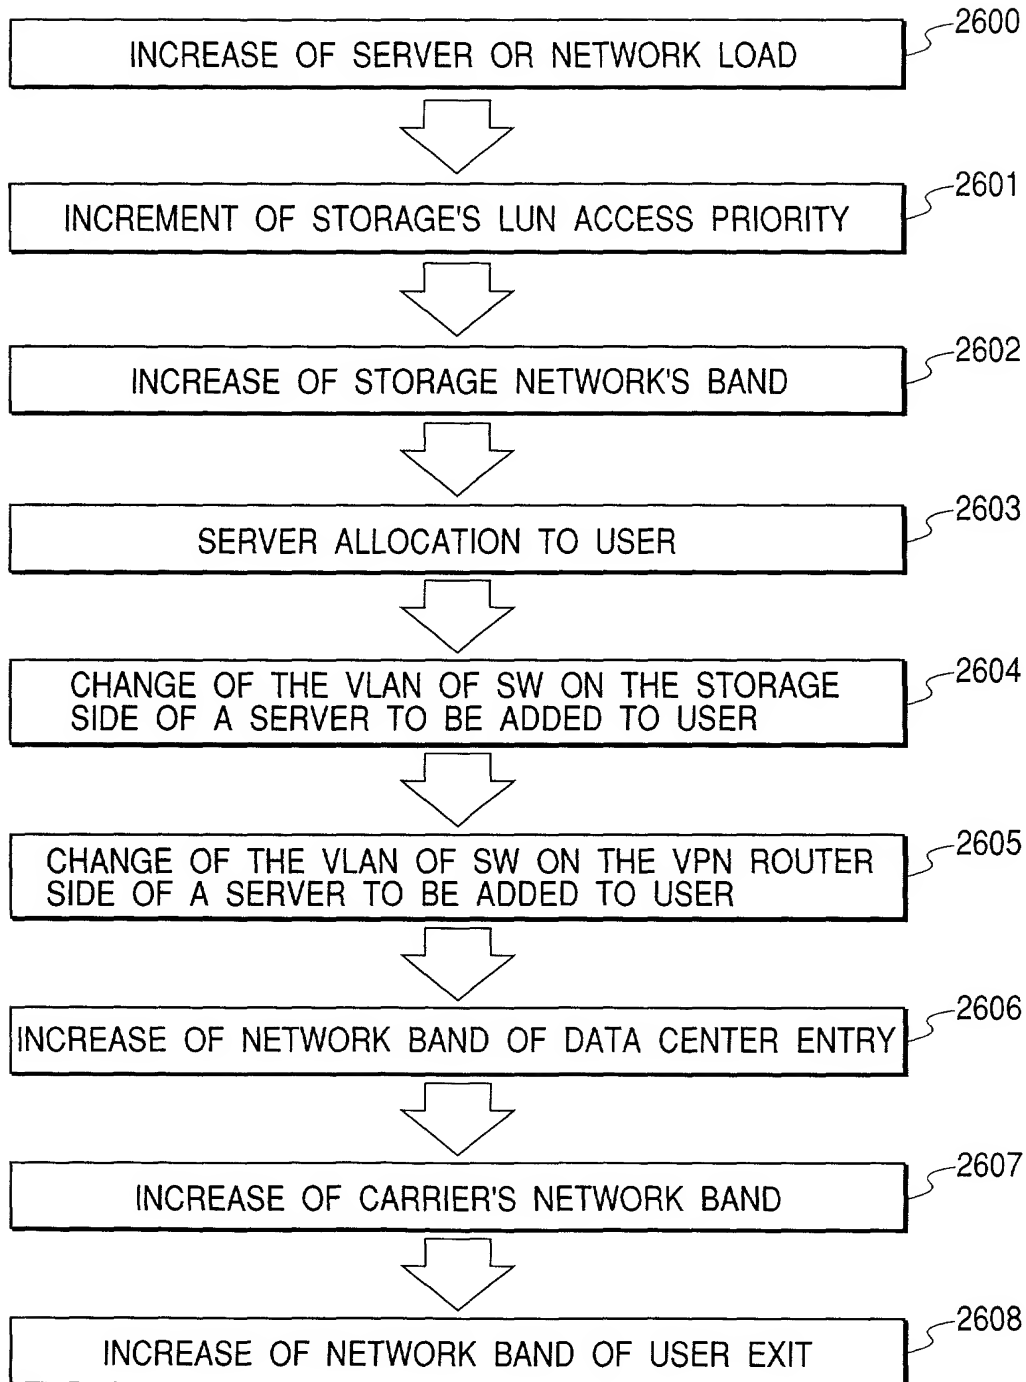 2600
INCREASE OF SERVER OR NETWORK LOAD
2601
INCREMENT OF STORAGE'S LUN ACCESS PRIORITY
2602
INCREASE OF STORAGE NETWORK'S BAND
2603
SERVER ALLOCATION TO USER
2604
CHANGE OF THE VLAN OF SW ON THE STORAGE
SIDE OF A SERVER TO BE ADDED TO USER
2605
CHANGE OF THE VLAN OF SW ON THE VPN ROUTER
SIDE OF A SERVER TO BE ADDED TO USER
2606
INCREASE OF NETWORK BAND OF DATA CENTER ENTRY
2607
INCREASE OF CARRIER'S NETWORK BAND
2608
INCREASE OF NETWORK BAND OF USER EXIT